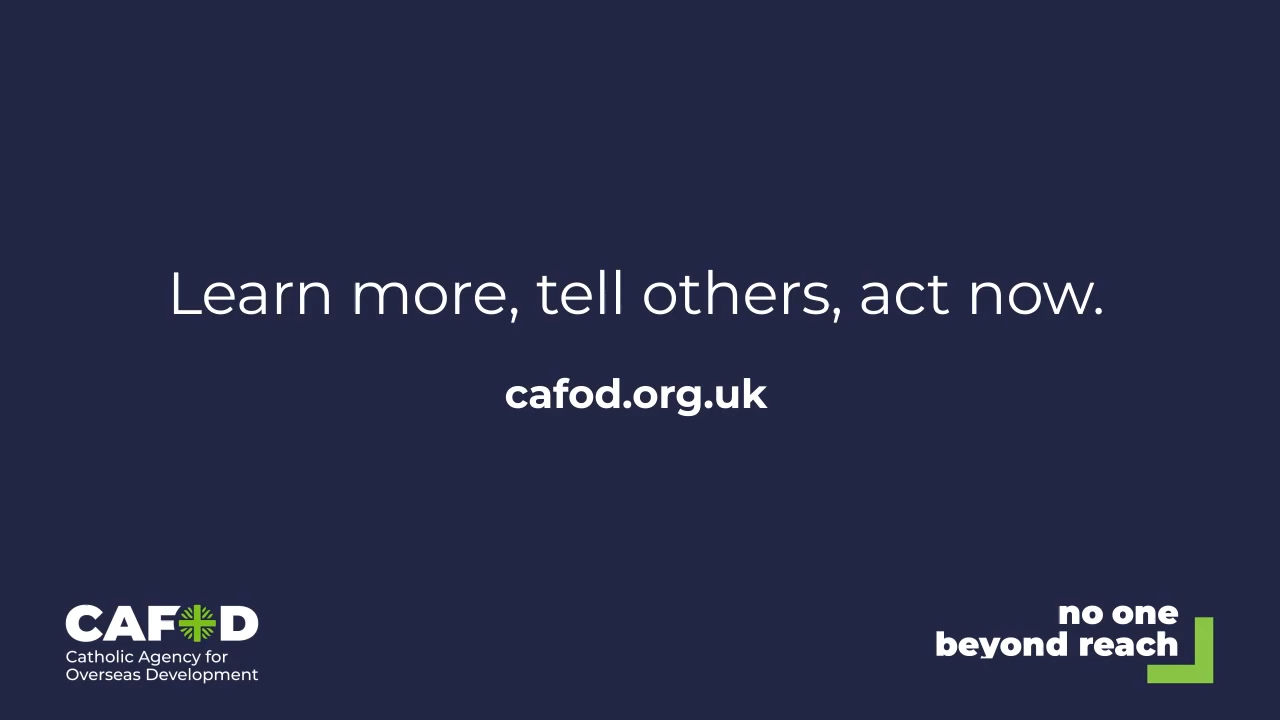 Learn more, tell others, act now.
cafod.org.uk
CAFOD
Catholic Agency for
Overseas Development
no one
beyond reach